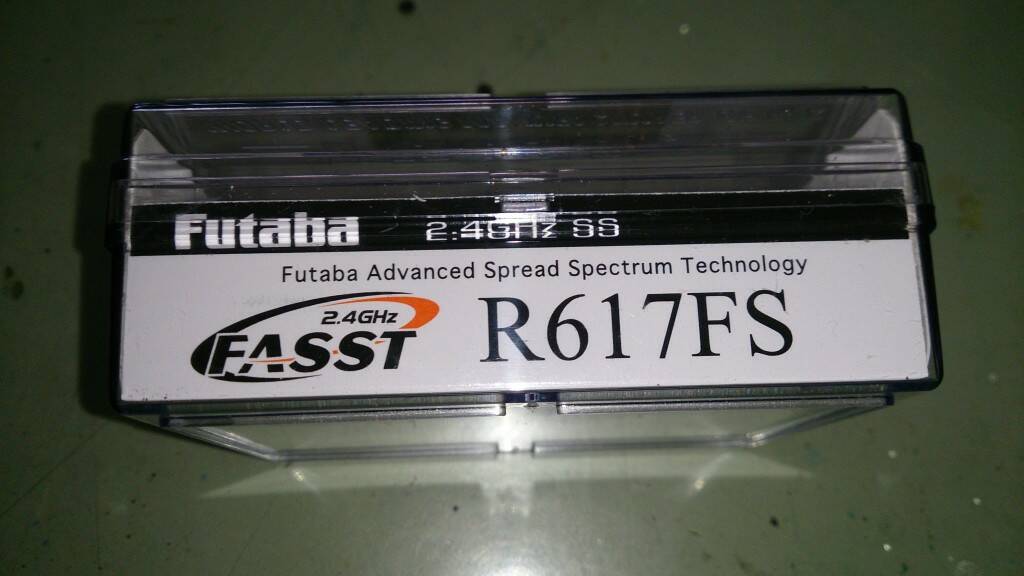 Futaba 2.4GHz SS
Futaba Advanced Spread Spectrum Technology
2.4GHz
FASST R617FS